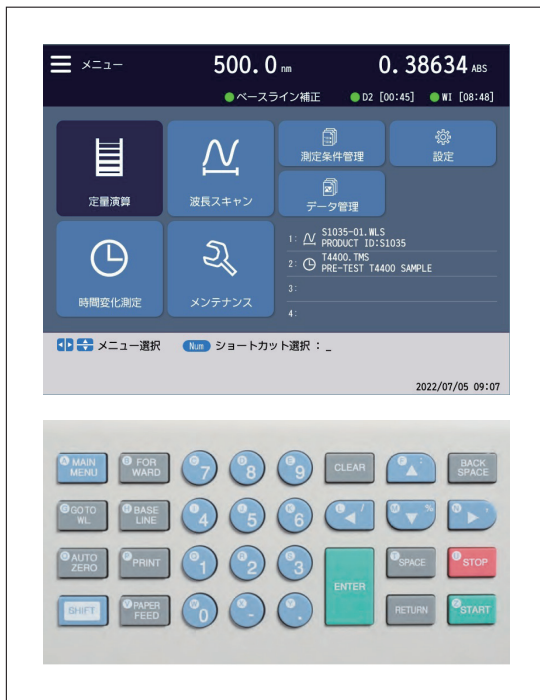 メニュー 500.0 nm 0.38634 ABS
ベースライン補正 D2 [00:45] WI [08:48]
定量演算
波長スキャン
測定条件管理
設定
データ管理
時間変化測定
メンテナンス
1: S1035-01.WLS
PRODUCT ID:S1035
2: T4400.TMS
PRE-TEST T4400 SAMPLE
3:
4:
メニュー選択 Num ショートカット選択 : _
2022/07/05 09:07
A MAIN MENU B FOR WARD C 7 D 8 E 9 CLEAR F : ▲ BACK SPACE
G GOTO WL. H BASE LINE I 4 J 5 K 6 L / ◀ M % ▼ N , ▶
O AUTO ZERO P PRINT Q 1 R 2 S 3 ENTER T SPACE U STOP
SHIFT V PAPER FEED W 0 X - Y . RETURN Z START